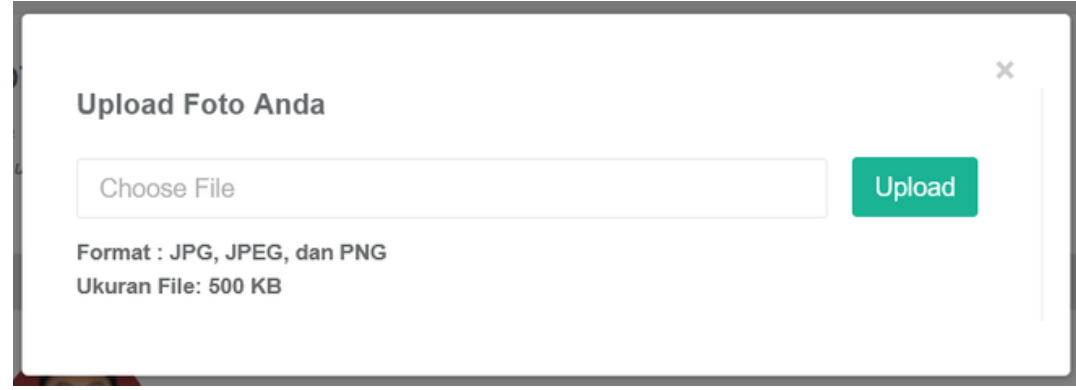 ×
Upload Foto Anda
Choose File
Upload
Format : JPG, JPEG, dan PNG
Ukuran File: 500 KB